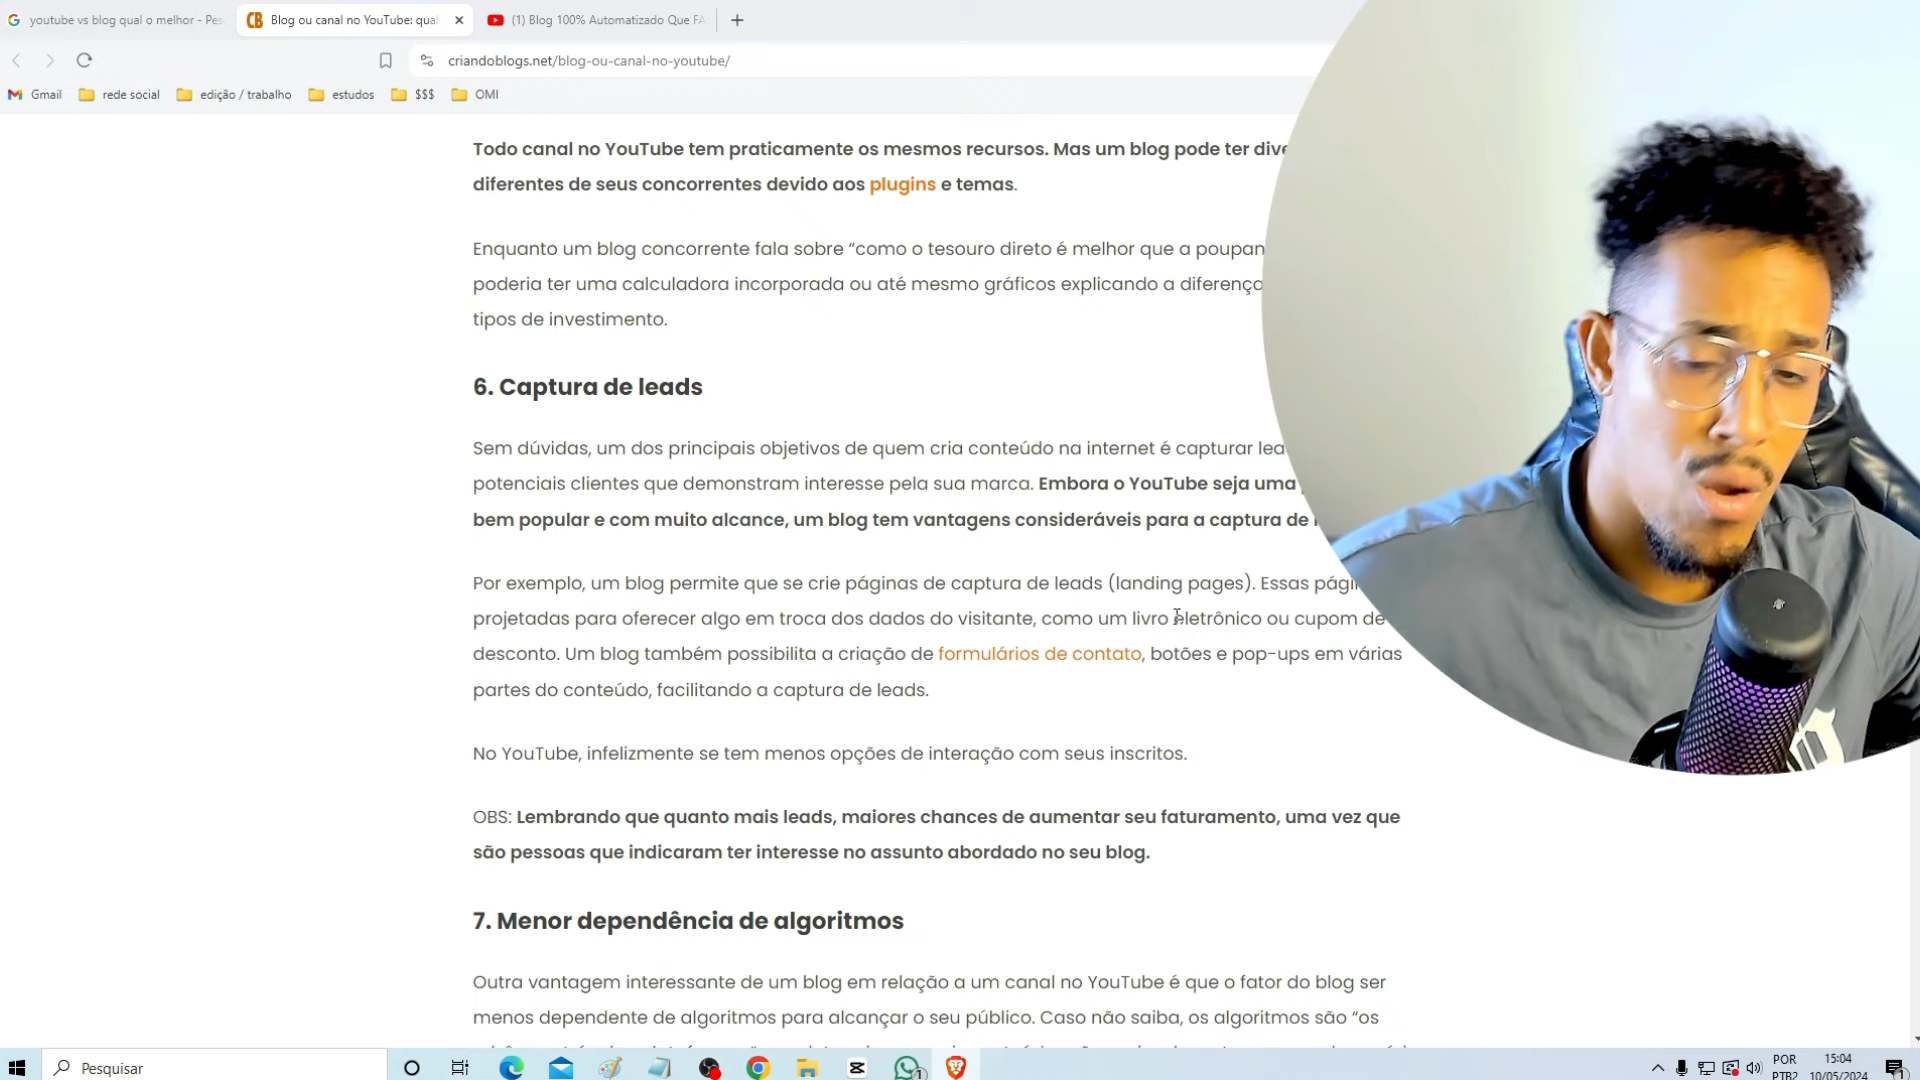 youtube vs blog qual o melhor - Pes
Blog ou canal no YouTube: qual
(1) Blog 100% Automatizado Que FA
criandoblogs.net/blog-ou-canal-no-youtube/
Gmail
rede social
edição / trabalho
estudos
$$$
OMI
Todo canal no YouTube tem praticamente os mesmos recursos. Mas um blog pode ter
diferentes de seus concorrentes devido aos plugins e temas.
Enquanto um blog concorrente fala sobre “como o tesouro direto é melhor que a
poderia ter uma calculadora incorporada ou até mesmo gráficos explicando a
tipos de investimento.
6. Captura de leads
Sem dúvidas, um dos principais objetivos de quem cria conteúdo na internet é capturar
potenciais clientes que demonstram interesse pela sua marca. Embora o YouTube seja uma
bem popular e com muito alcance, um blog tem vantagens consideráveis para a captura de
Por exemplo, um blog permite que se crie páginas de captura de leads (landing pages). Essas
projetadas para oferecer algo em troca dos dados do visitante, como um livro eletrônico ou cupom de
desconto. Um blog também possibilita a criação de formulários de contato, botões e pop-ups em várias
partes do conteúdo, facilitando a captura de leads.
No YouTube, infelizmente se tem menos opções de interação com seus inscritos.
OBS: Lembrando que quanto mais leads, maiores chances de aumentar seu faturamento, uma vez que
são pessoas que indicaram ter interesse no assunto abordado no seu blog.
7. Menor dependência de algoritmos
Outra vantagem interessante de um blog em relação a um canal no YouTube é que o fator do blog ser
menos dependente de algoritmos para alcançar o seu público. Caso não saiba, os algoritmos são “os
Pesquisar
POR
PTB2
15:04
10/05/2024